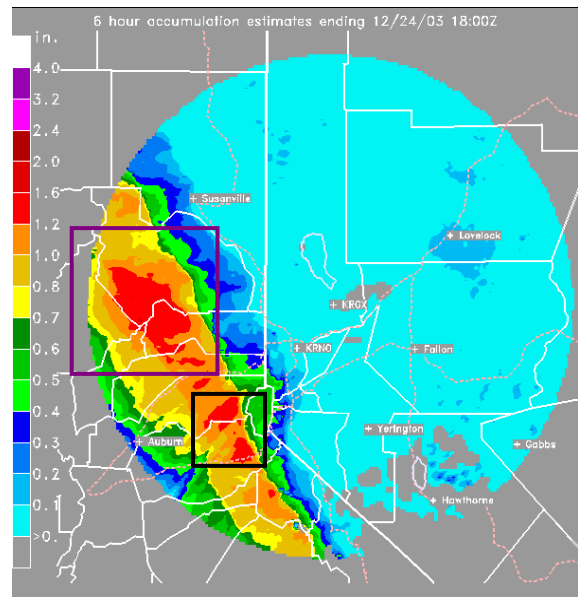 6 hour accumulation estimates ending 12/24/03 18:00Z
in.
4.0
3.2
2.4
2.0
1.6
1.2
1.0
0.8
0.7
0.6
0.5
0.4
0.3
0.2
0.1
>0.
+ Susanville
+ Lovelock
+ KRGX
+ KRNO
+ Fallon
+ Auburn
+ Yerington
+ Gabbs
+ Hawthorne